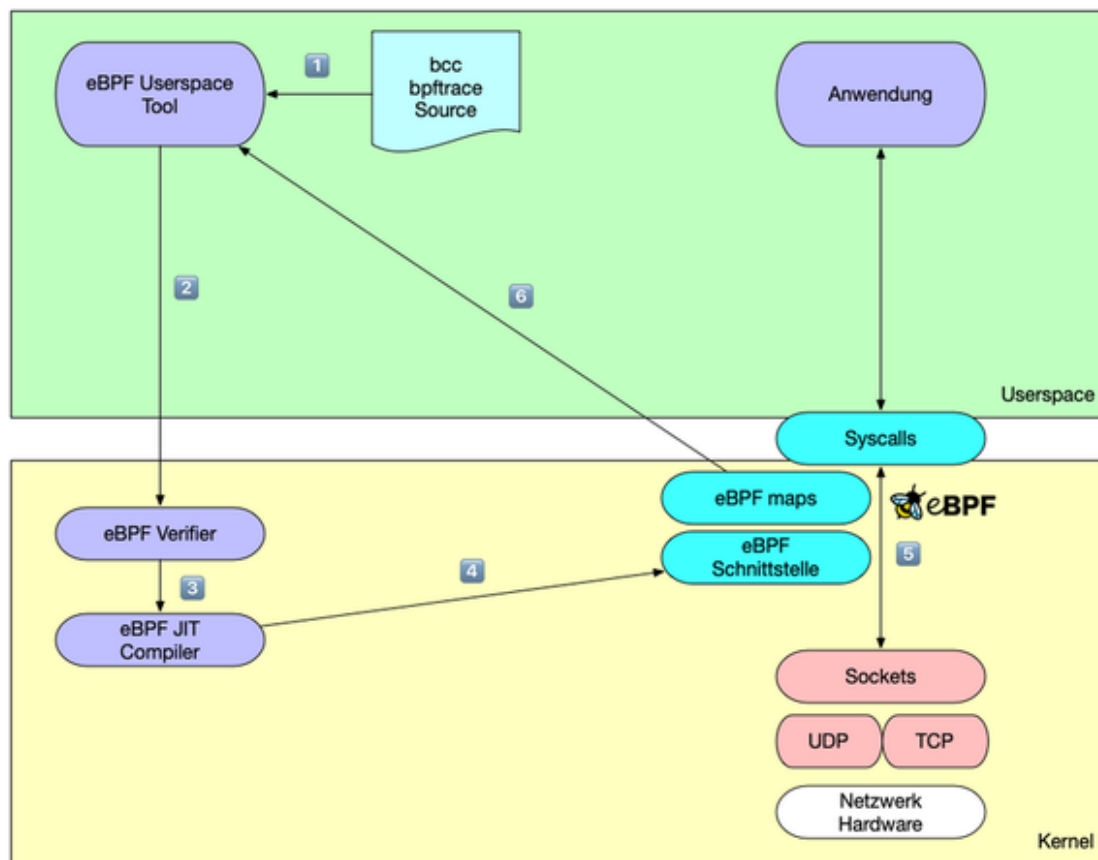 eBPF Userspace
Tool
1
bcc
bpftrace
Source
Anwendung
2
6
Userspace
Syscalls
eBPF maps
eBPF
eBPF Verifier
eBPF
Schnittstelle
5
3
4
eBPF JIT
Compiler
Sockets
UDP
TCP
Netzwerk
Hardware
Kernel